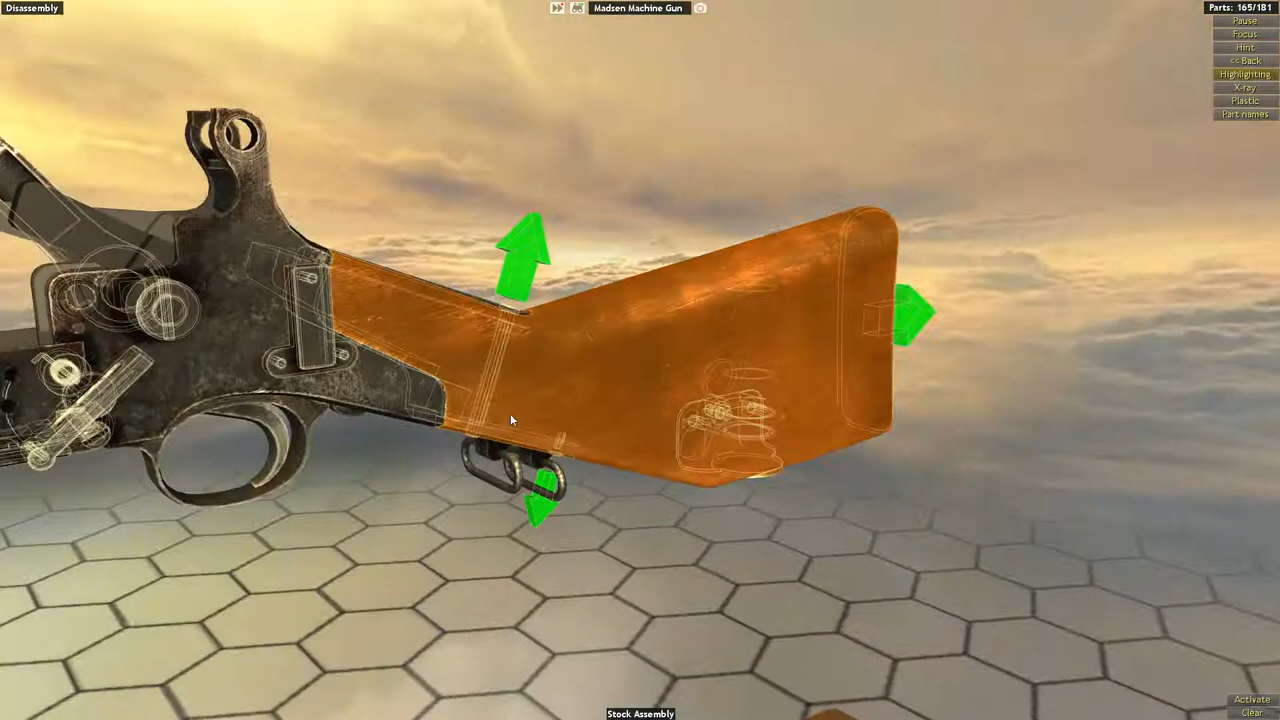 Disassembly
Madsen Machine Gun
Parts: 165/181
Pause
Focus
Hint
<< Back
Highlighting
X-ray
Plastic
Part names
Stock Assembly
Activate
Clear